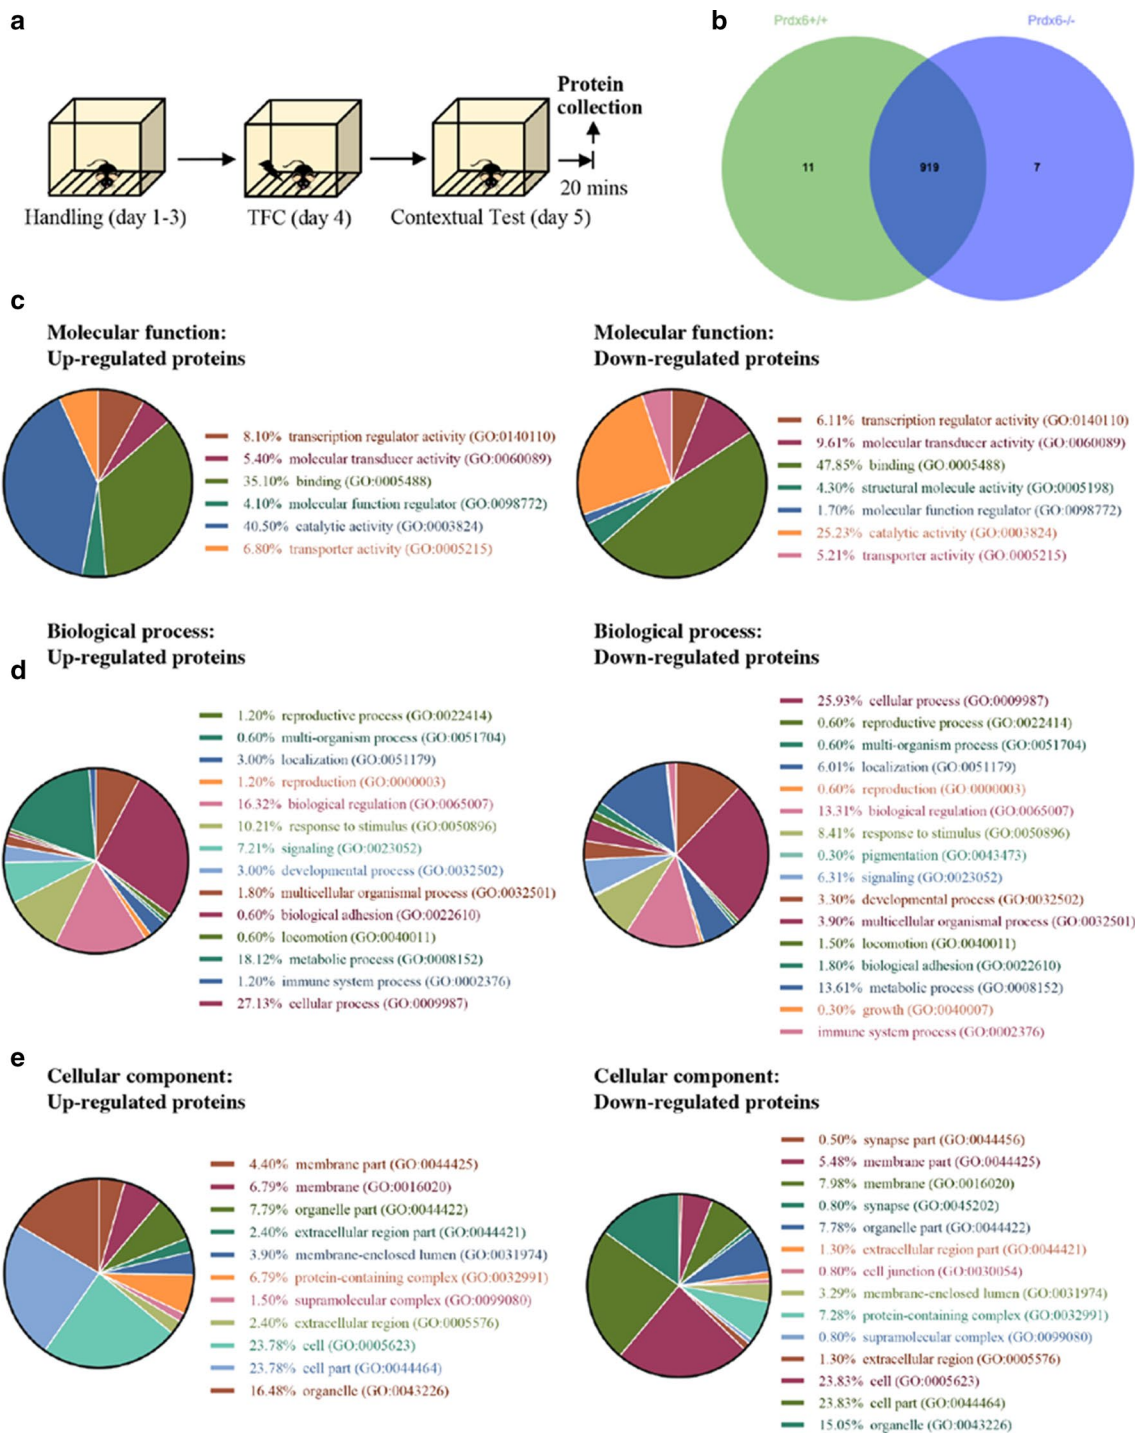 a
Protein
collection
20 mins
Handling (day 1-3)
TFC (day 4)
Contextual Test (day 5)
b
Prdx6+/+
Prdx6-/-
11
919
7
c
Molecular function:
Up-regulated proteins
8.10% transcription regulator activity (GO:0140110)
5.40% molecular transducer activity (GO:0060089)
35.10% binding (GO:0005488)
4.10% molecular function regulator (GO:0098772)
40.50% catalytic activity (GO:0003824)
6.80% transporter activity (GO:0005215)
Molecular function:
Down-regulated proteins
6.11% transcription regulator activity (GO:0140110)
9.61% molecular transducer activity (GO:0060089)
47.85% binding (GO:0005488)
4.30% structural molecule activity (GO:0005198)
1.70% molecular function regulator (GO:0098772)
25.23% catalytic activity (GO:0003824)
5.21% transporter activity (GO:0005215)
d
Biological process:
Up-regulated proteins
1.20% reproductive process (GO:0022414)
0.60% multi-organism process (GO:0051704)
3.00% localization (GO:0051179)
1.20% reproduction (GO:0000003)
16.32% biological regulation (GO:0065007)
10.21% response to stimulus (GO:0050896)
7.21% signaling (GO:0023052)
3.00% developmental process (GO:0032502)
1.80% multicellular organismal process (GO:0032501)
0.60% biological adhesion (GO:0022610)
0.60% locomotion (GO:0040011)
18.12% metabolic process (GO:0008152)
1.20% immune system process (GO:0002376)
27.13% cellular process (GO:0009987)
Biological process:
Down-regulated proteins
25.93% cellular process (GO:0009987)
0.60% reproductive process (GO:0022414)
0.60% multi-organism process (GO:0051704)
6.01% localization (GO:0051179)
0.60% reproduction (GO:0000003)
13.31% biological regulation (GO:0065007)
8.41% response to stimulus (GO:0050896)
0.30% pigmentation (GO:0043473)
6.31% signaling (GO:0023052)
3.30% developmental process (GO:0032502)
3.90% multicellular organismal process (GO:0032501)
1.50% locomotion (GO:0040011)
1.80% biological adhesion (GO:0022610)
13.61% metabolic process (GO:0008152)
0.30% growth (GO:0040007)
immune system process (GO:0002376)
e
Cellular component:
Up-regulated proteins
4.40% membrane part (GO:0044425)
6.79% membrane (GO:0016020)
7.79% organelle part (GO:0044422)
2.40% extracellular region part (GO:0044421)
3.90% membrane-enclosed lumen (GO:0031974)
6.79% protein-containing complex (GO:0032991)
1.50% supramolecular complex (GO:0099080)
2.40% extracellular region (GO:0005576)
23.78% cell (GO:0005623)
23.78% cell part (GO:0044464)
16.48% organelle (GO:0043226)
Cellular component:
Down-regulated proteins
0.50% synapse part (GO:0044456)
5.48% membrane part (GO:0044425)
7.98% membrane (GO:0016020)
0.80% synapse (GO:0045202)
7.78% organelle part (GO:0044422)
1.30% extracellular region part (GO:0044421)
0.80% cell junction (GO:0030054)
3.29% membrane-enclosed lumen (GO:0031974)
7.28% protein-containing complex (GO:0032991)
0.80% supramolecular complex (GO:0099080)
1.30% extracellular region (GO:0005576)
23.83% cell (GO:0005623)
23.83% cell part (GO:0044464)
15.05% organelle (GO:0043226)